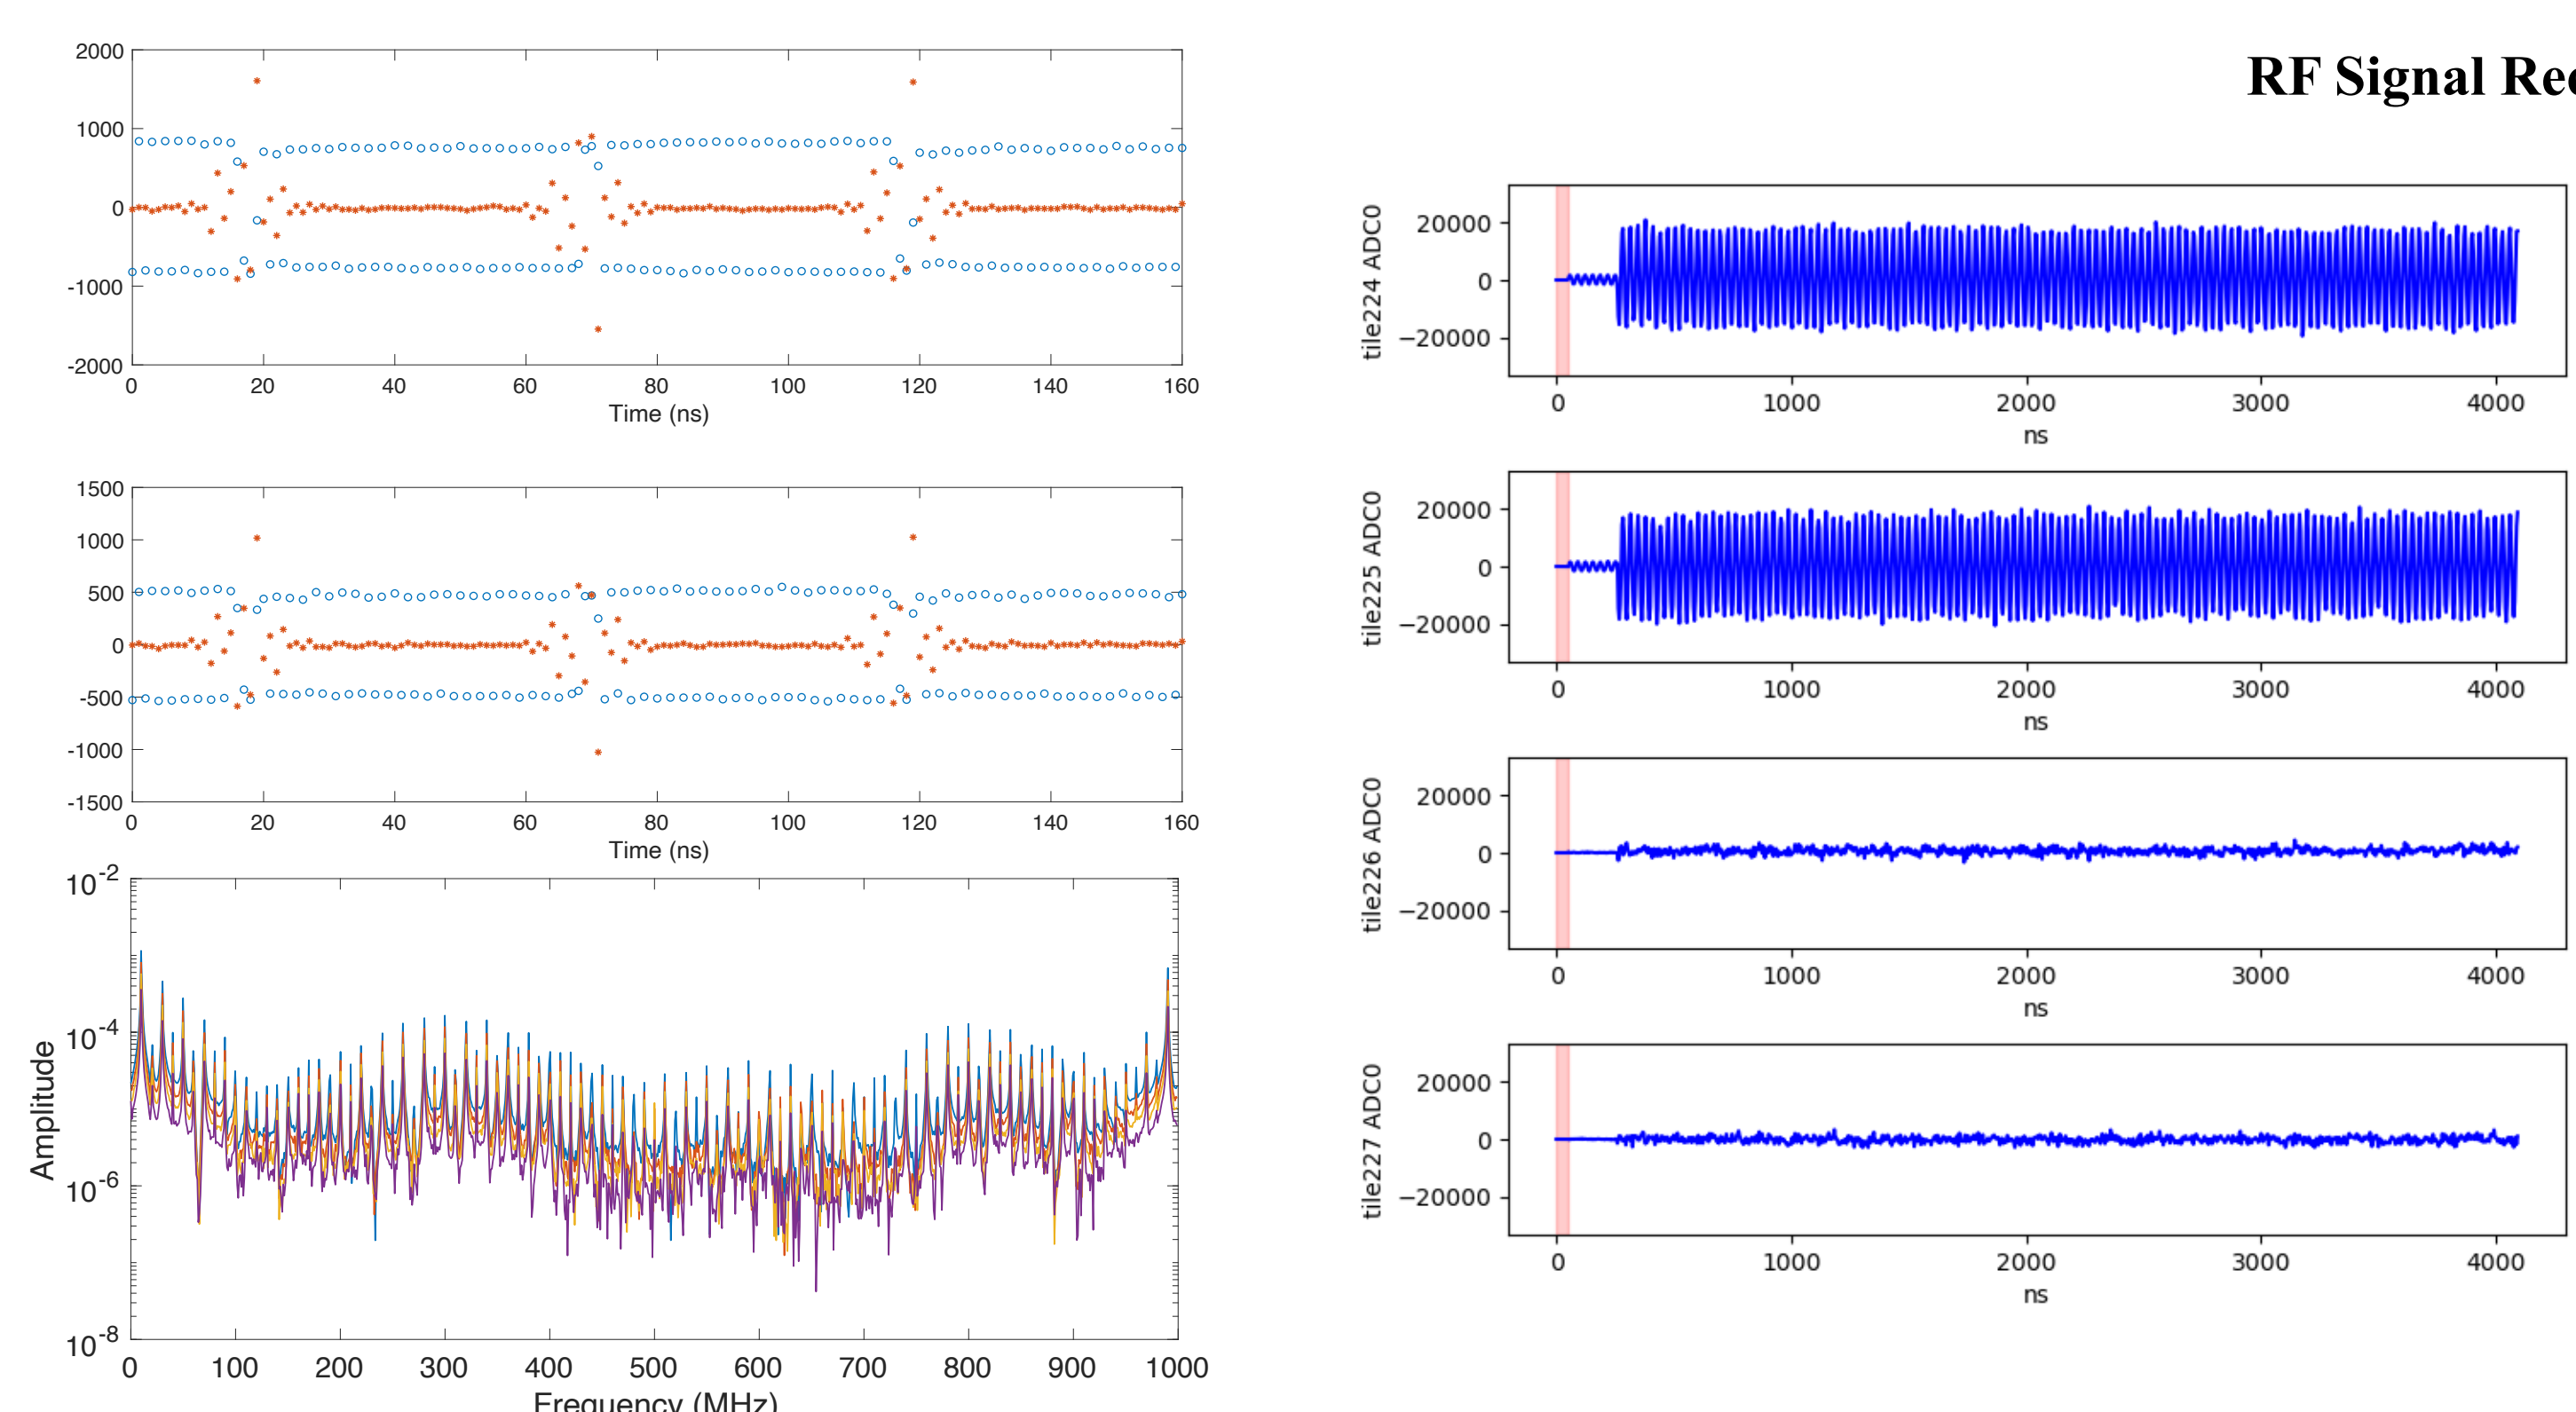 2000
1000
0
-1000
-2000
0 20 40 60 80 100 120 140 160
Time (ns)
1500
1000
500
0
-500
-1000
-1500
0 20 40 60 80 100 120 140 160
Time (ns)
10-2
10-4
10-6
10-8
Amplitude
0 100 200 300 400 500 600 700 800 900 1000
Frequency (MHz)
RF Signal Rec
tile224 ADC0
20000
0
−20000
0 1000 2000 3000 4000
ns
tile225 ADC0
20000
0
−20000
0 1000 2000 3000 4000
ns
tile226 ADC0
20000
0
−20000
0 1000 2000 3000 4000
ns
tile227 ADC0
20000
0
−20000
0 1000 2000 3000 4000
ns